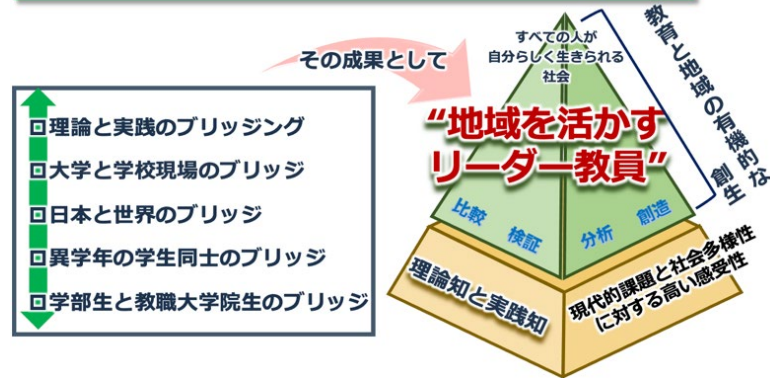 その成果として
ロ理論と実践のブリッジング
ロ大学と学校現場のブリッジ
ロ日本と世界のブリッジ
ロ異学年の学生同士のブリッジ
ロ学部生と教職大学院生のブリッジ
すべての人が
自分らしく生きられる
社会
“地域を活かす
リーダー教員”
比較 検証 分析 創造
理論知と実践知
現代的課題と社会多様性
に対する高い感受性
教育と地域の有機的な
創生